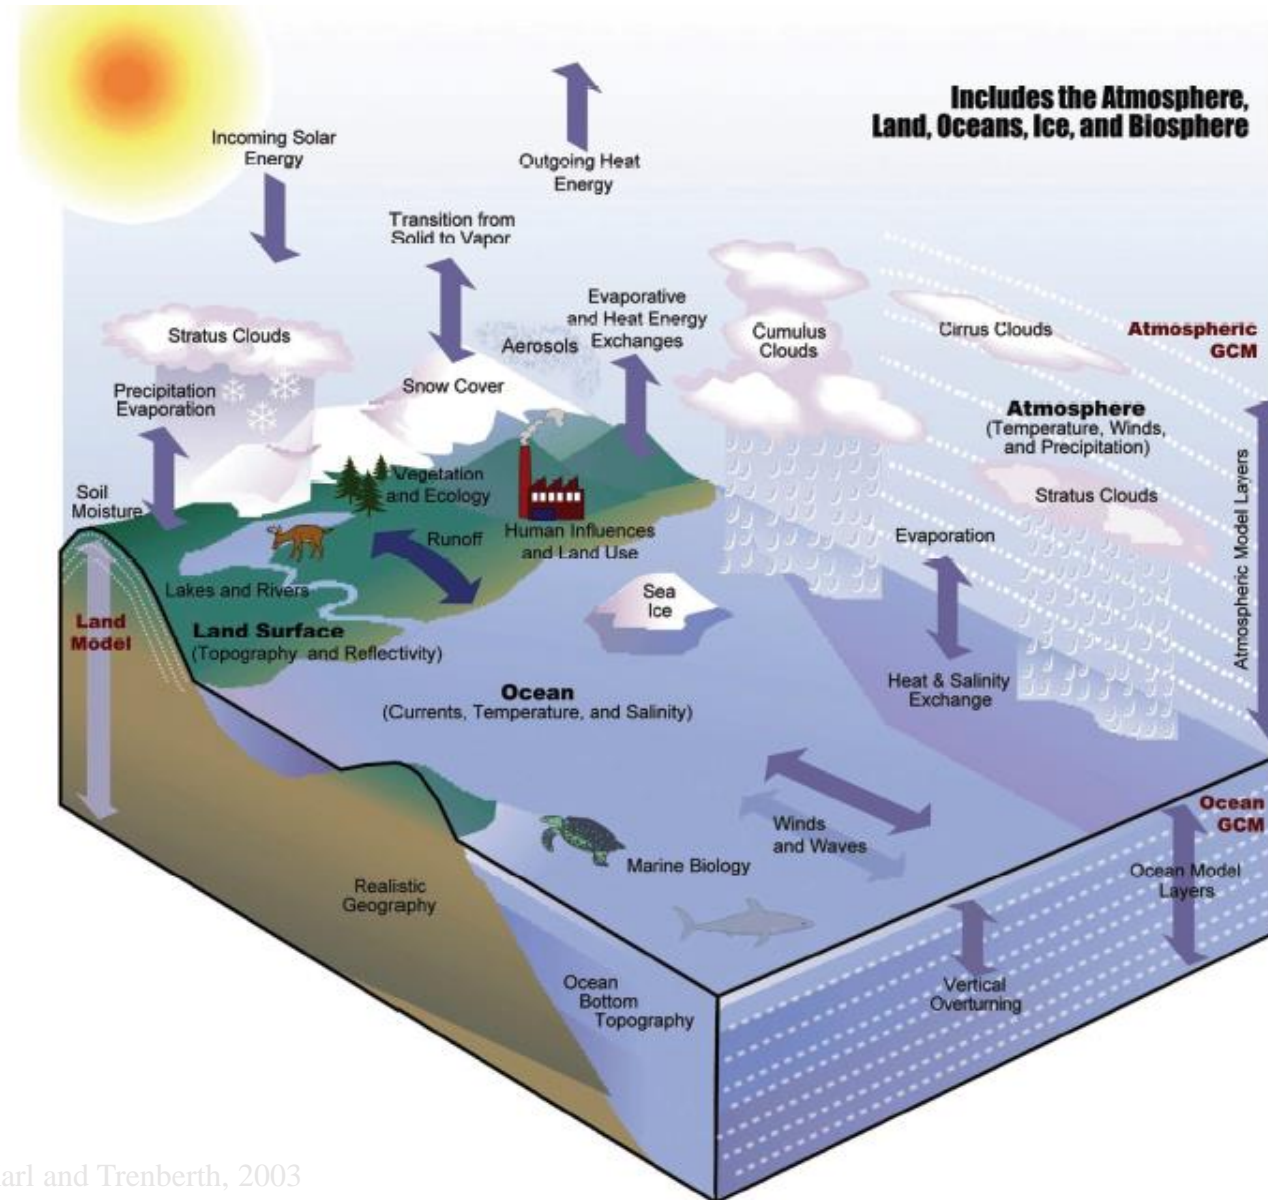 Includes the Atmosphere,
Land, Oceans, Ice, and Biosphere
Incoming Solar
Energy
Outgoing Heat
Energy
Transition from
Solid to Vapor
Stratus Clouds
Precipitation
Evaporation
Snow Cover
Aerosols
Evaporative
and Heat Energy
Exchanges
Cumulus
Clouds
Cirrus Clouds
Atmospheric
GCM
Atmosphere
(Temperature, Winds,
and Precipitation)
Stratus Clouds
Atmospheric Model Layers
Soil
Moisture
Vegetation
and Ecology
Runoff
Human Influences
and Land Use
Lakes and Rivers
Land
Model
Land Surface
(Topography and Reflectivity)
Sea
Ice
Evaporation
Heat & Salinity
Exchange
Ocean
(Currents, Temperature, and Salinity)
Winds
and Waves
Marine Biology
Ocean
GCM
Ocean Model
Layers
Realistic
Geography
Ocean
Bottom
Topography
Vertical
Overturning
arl and Trenberth, 2003